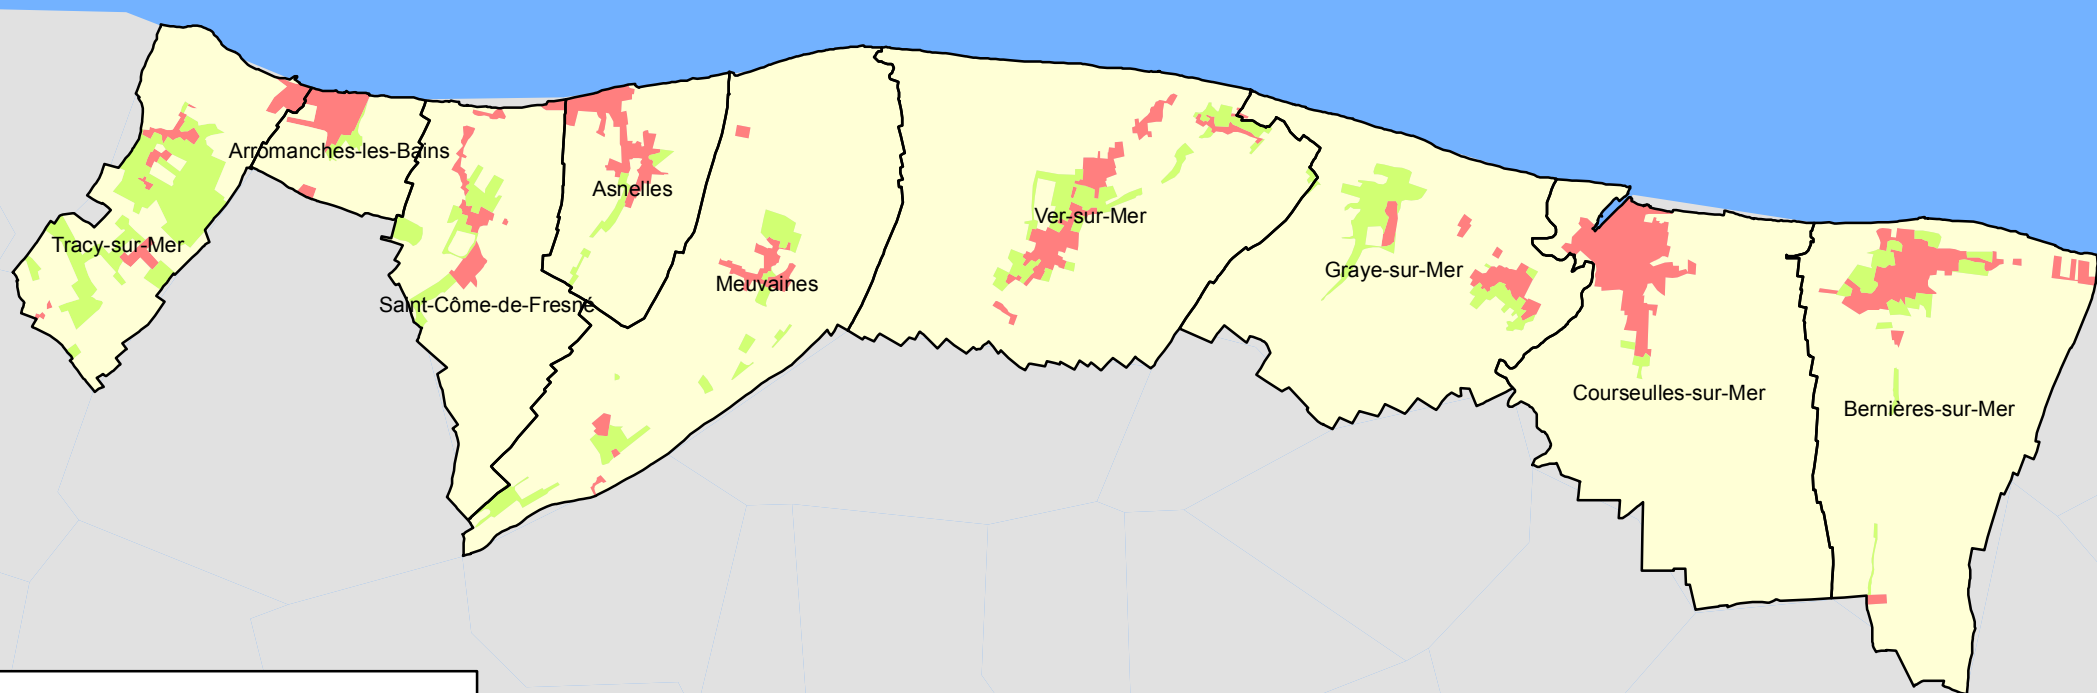 Arromanches-les-Bains
Asnelles
Tracy-sur-Mer
Ver-sur-Mer
Saint-Côme-de-Fresné
Meuvaines
Graye-sur-Mer
Courseulles-sur-Mer
Bernières-sur-Mer